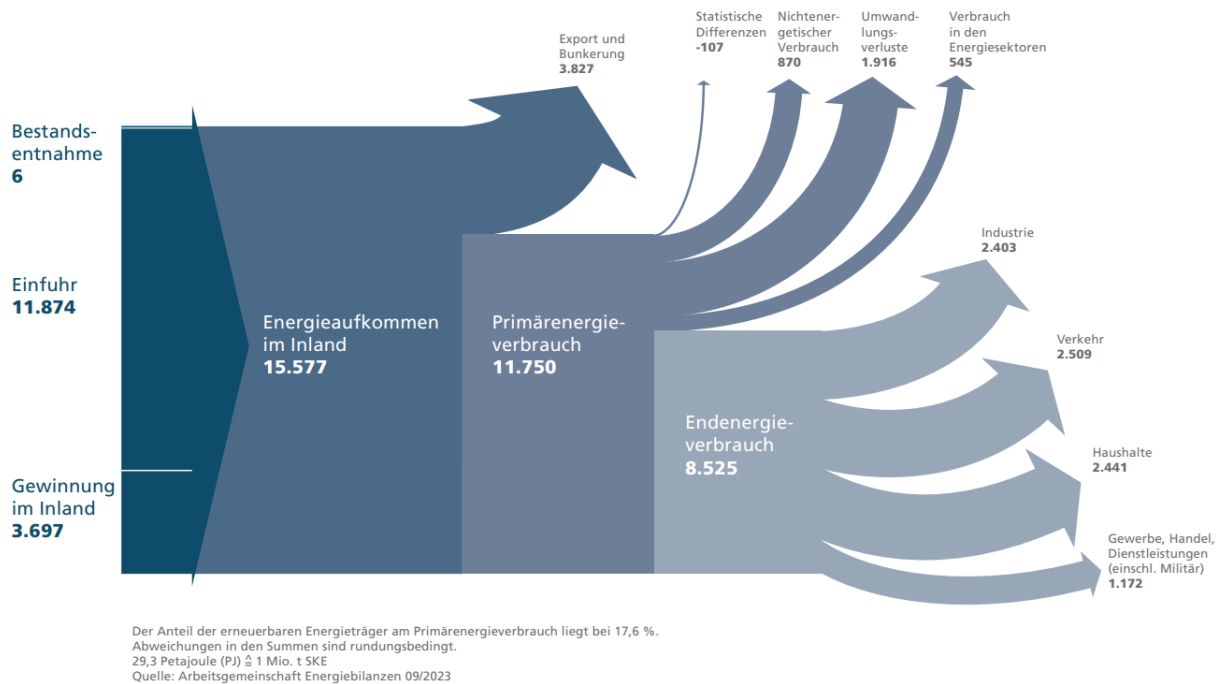 Statistische
Differenzen
-107
Nichtener-
getischer
Verbrauch
870
Umwand-
lungs-
verluste
1.916
Verbrauch
in den
Energiesektoren
545
Export und
Bunkerung
3.827
Bestands-
entnahme
6
Einfuhr
11.874
Gewinnung
im Inland
3.697
Energieaufkommen
im Inland
15.577
Primärenergie-
verbrauch
11.750
Endenergie-
verbrauch
8.525
Industrie
2.403
Verkehr
2.509
Haushalte
2.441
Gewerbe, Handel,
Dienstleistungen
(einschl. Militär)
1.172
Der Anteil der erneuerbaren Energieträger am Primärenergieverbrauch liegt bei 17,6 %.
Abweichungen in den Summen sind rundungsbedingt.
29,3 Petajoule (PJ) ≙ 1 Mio. t SKE
Quelle: Arbeitsgemeinschaft Energiebilanzen 09/2023